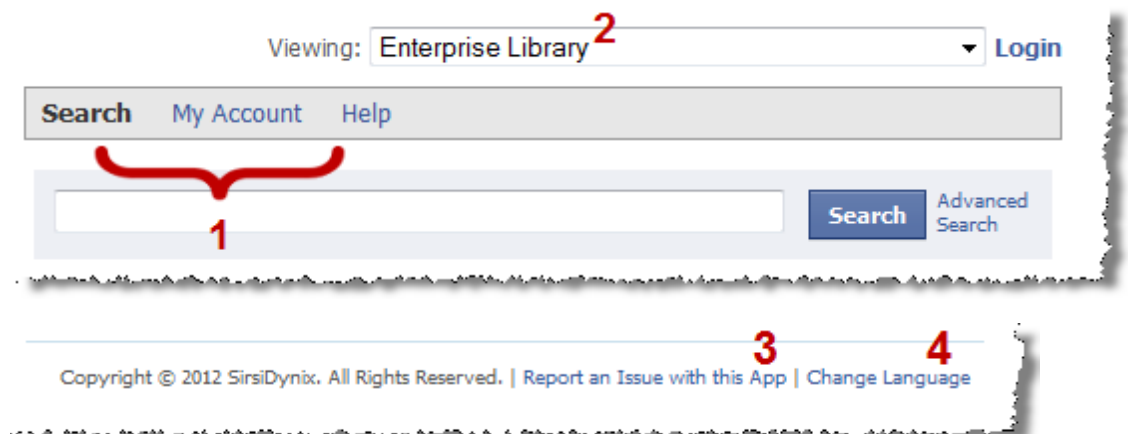 2
Viewing: Enterprise Library Login
Search My Account Help
1
Search Advanced
Search
3 4
Copyright © 2012 SirsiDynix. All Rights Reserved. | Report an Issue with this App | Change Language